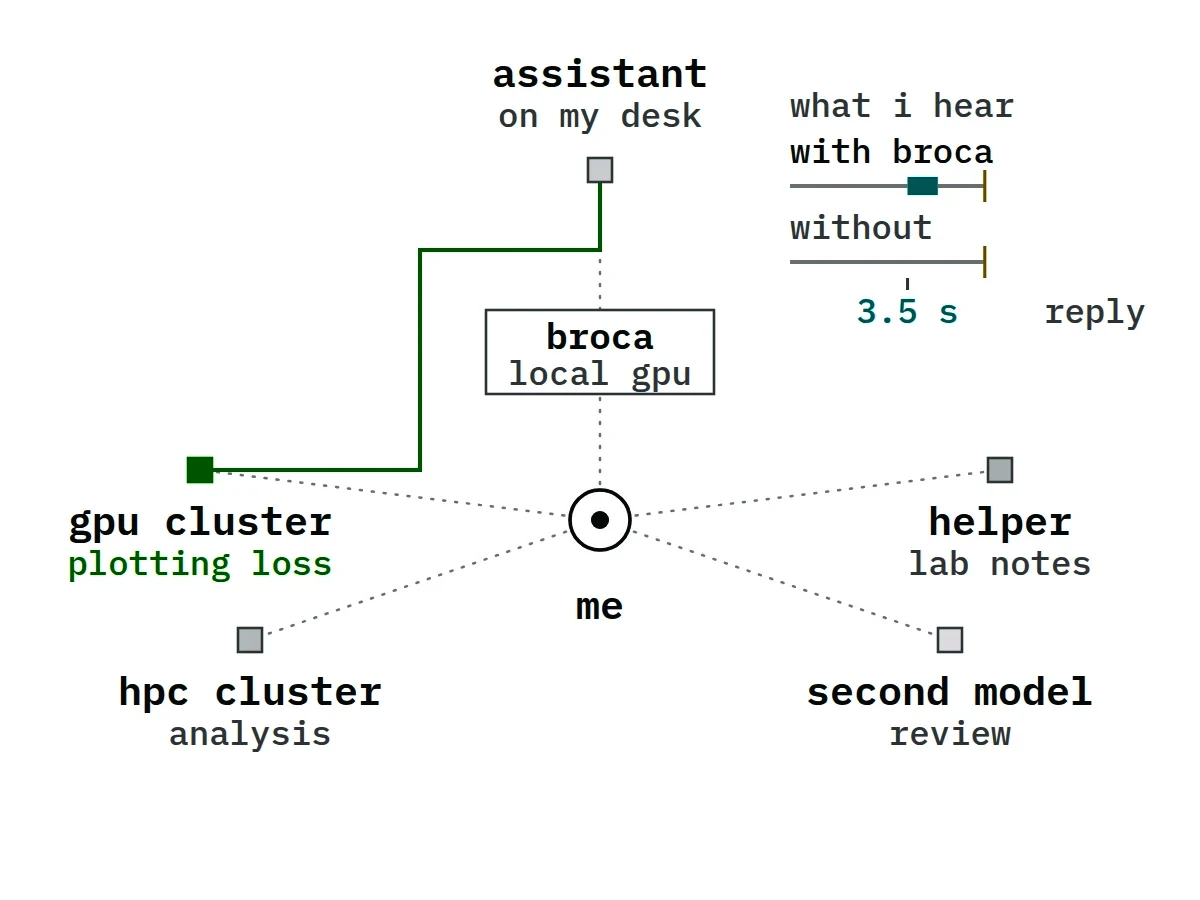 assistant
on my desk
what i hear
with broca
without
3.5 s
reply
broca
local gpu
gpu cluster
plotting loss
helper
lab notes
me
hpc cluster
analysis
second model
review